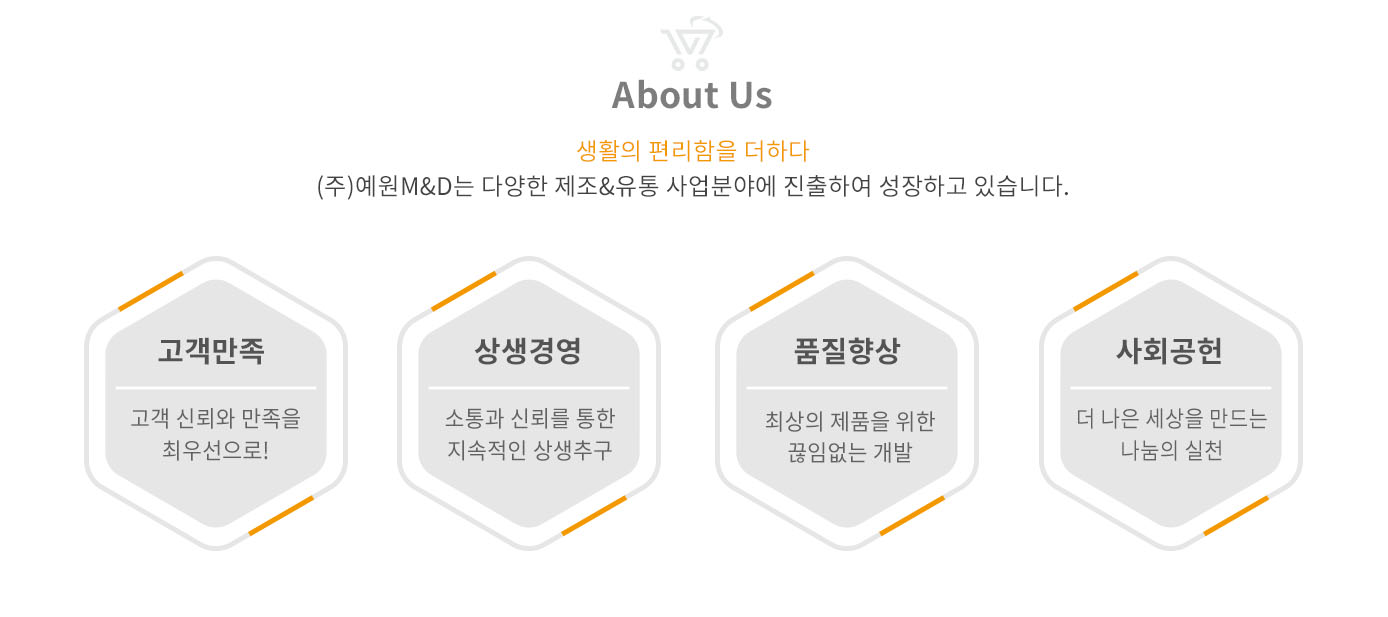 About Us
생활의 편리함을 더하다
(주)예원M&D는 다양한 제조&유통 사업분야에 진출하여 성장하고 있습니다.
고객만족
고객 신뢰와 만족을
최우선으로!
상생경영
소통과 신뢰를 통한
지속적인 상생추구
품질향상
최상의 제품을 위한
끊임없는 개발
사회공헌
더 나은 세상을 만드는
나눔의 실천